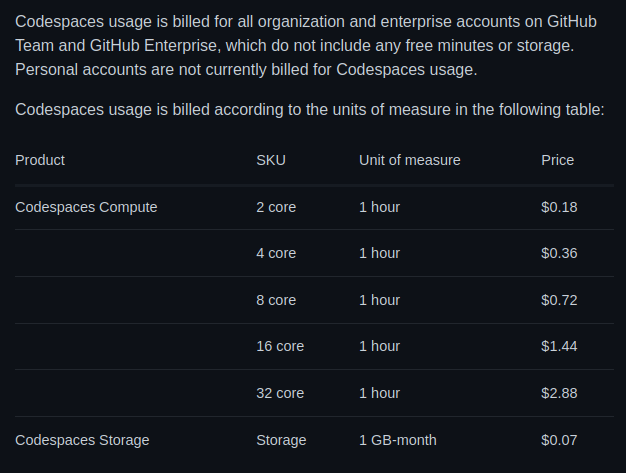 Codespaces usage is billed for all organization and enterprise accounts on GitHub
Team and GitHub Enterprise, which do not include any free minutes or storage.
Personal accounts are not currently billed for Codespaces usage.
Codespaces usage is billed according to the units of measure in the following table:
Product SKU Unit of measure Price
Codespaces Compute 2 core 1 hour $0.18
4 core 1 hour $0.36
8 core 1 hour $0.72
16 core 1 hour $1.44
32 core 1 hour $2.88
Codespaces Storage Storage 1 GB-month $0.07